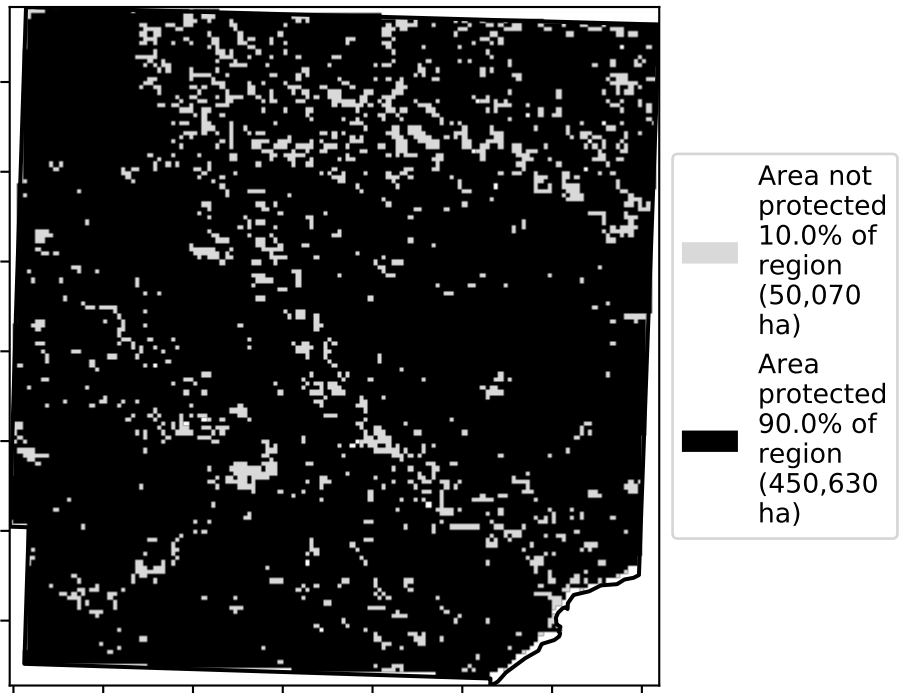 Area not
protected
10.0% of
region
(50,070
ha)
Area
protected
90.0% of
region
(450,630
ha)